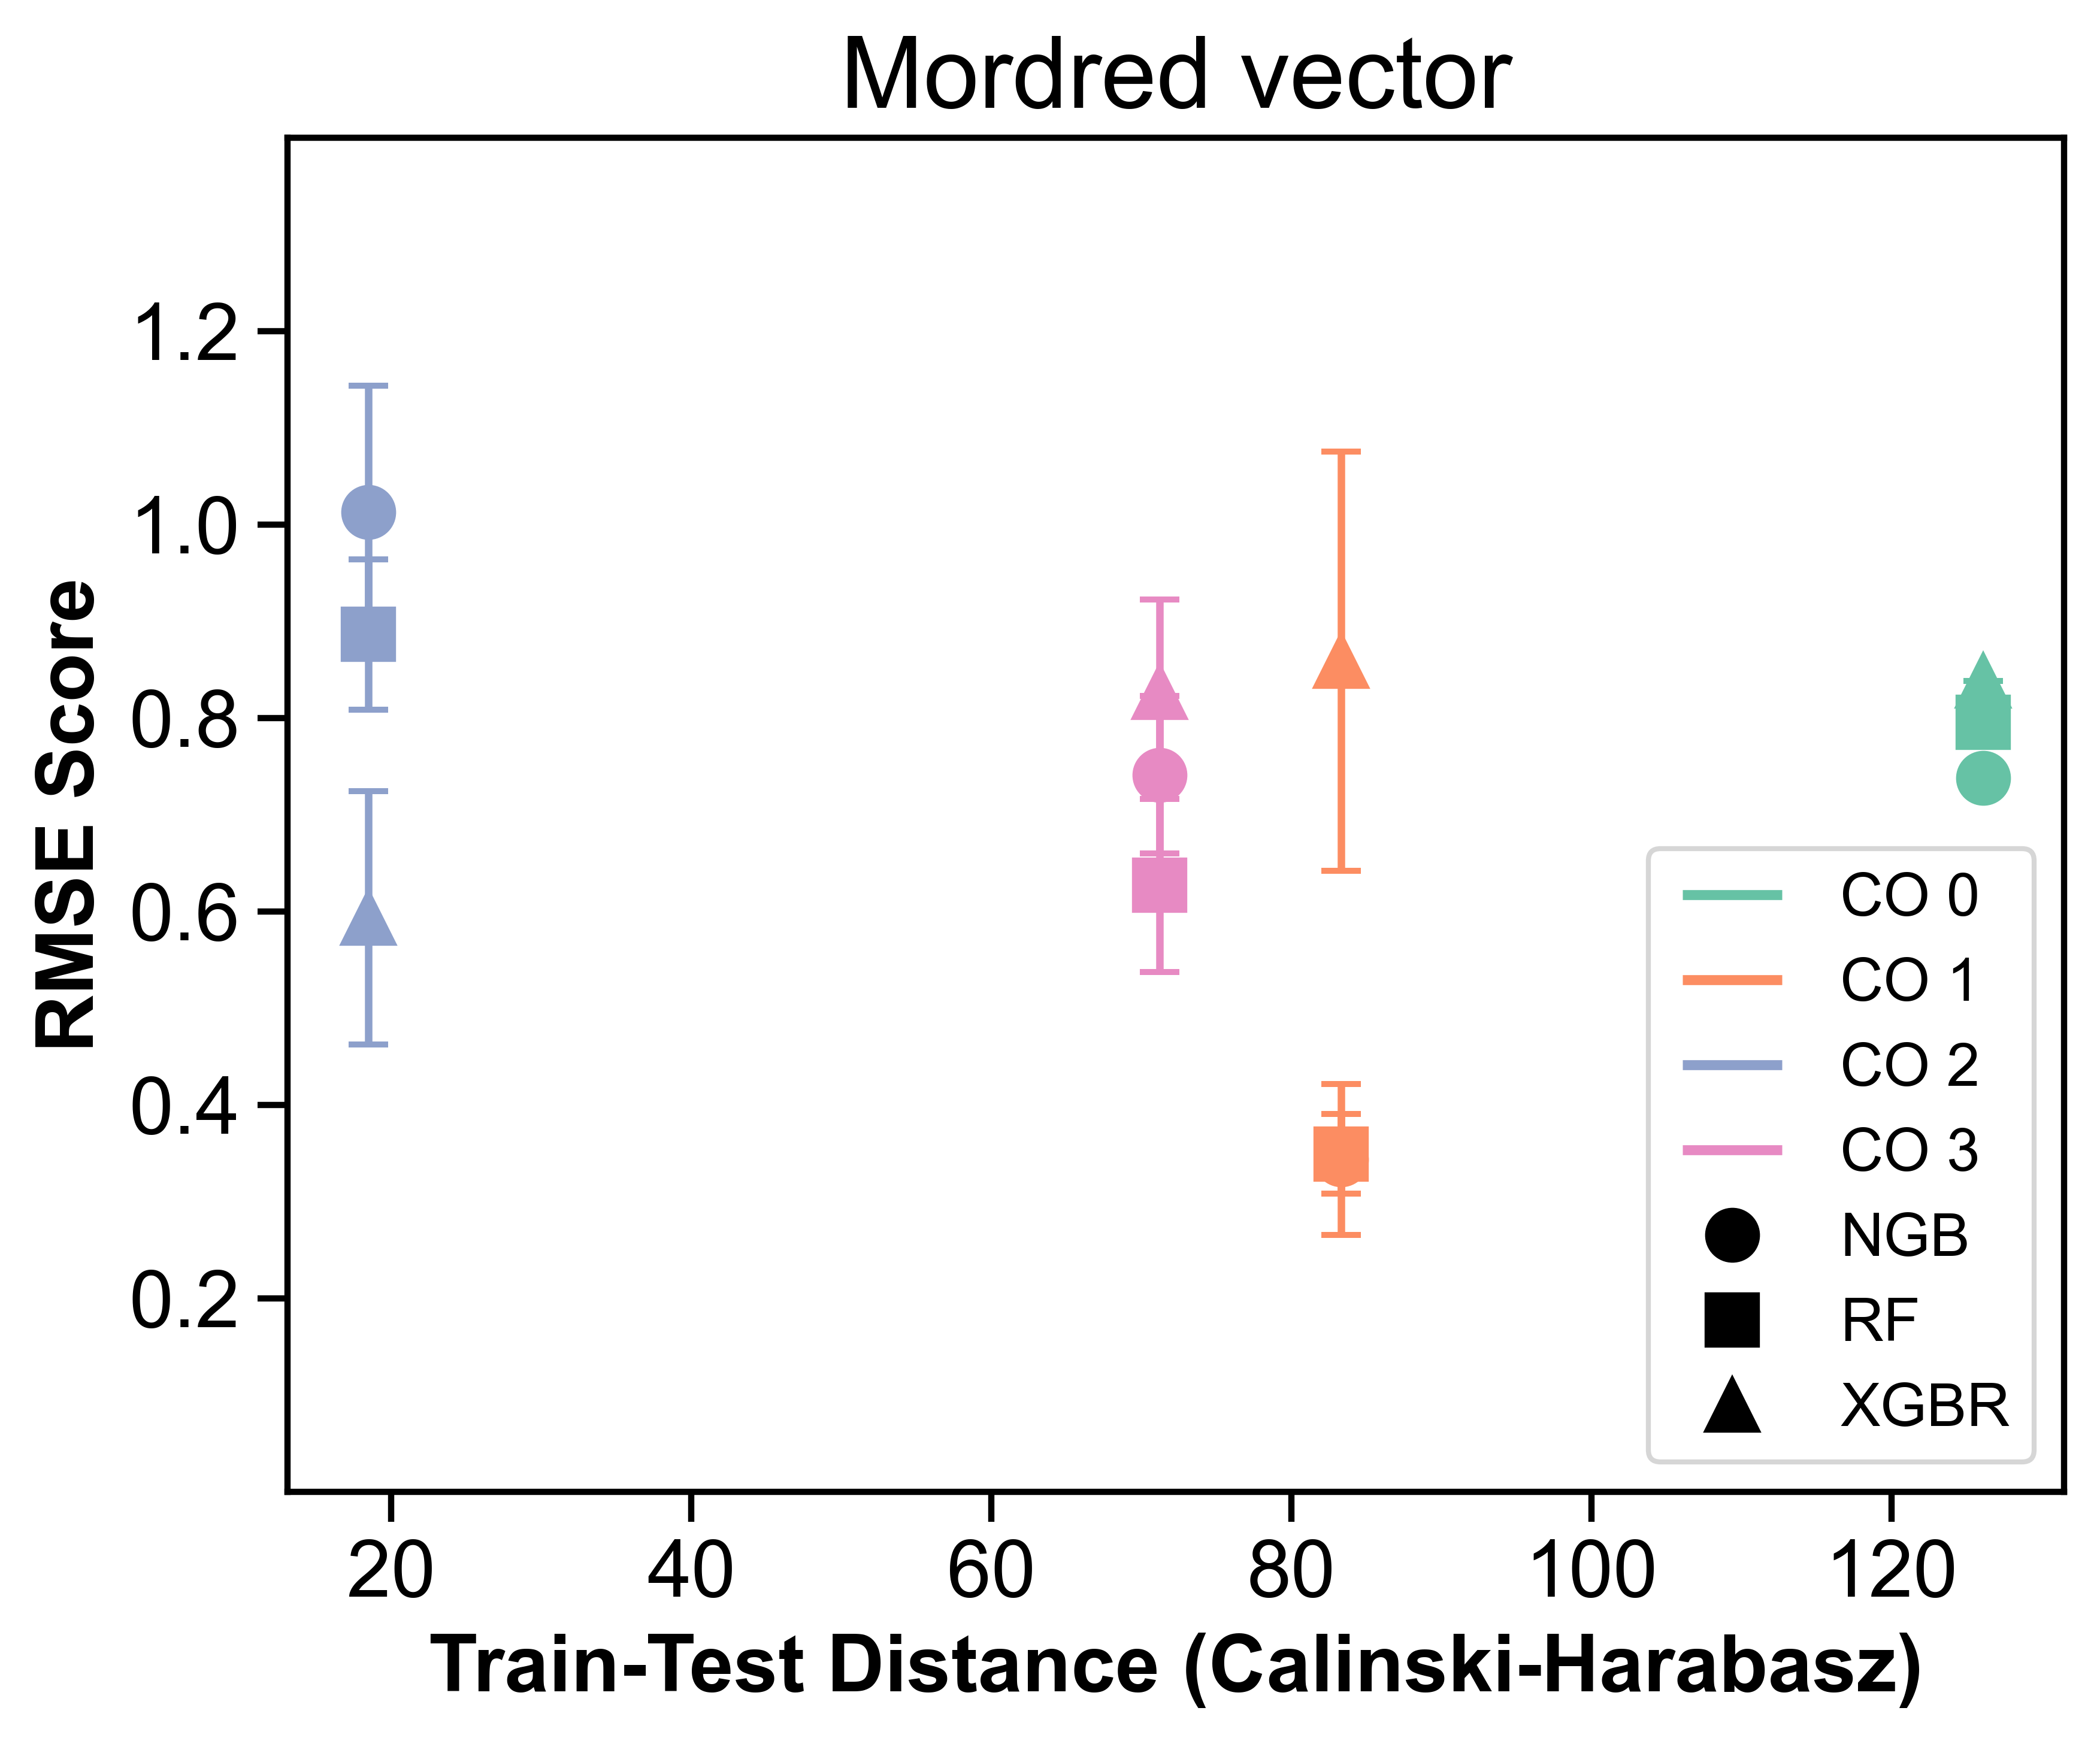 Mordred vector
RMSE Score
1.2
1.0
0.8
0.6
0.4
0.2
CO 0
CO 1
CO 2
CO 3
NGB
RF
XGBR
20 40 60 80 100 120
Train-Test Distance (Calinski-Harabasz)